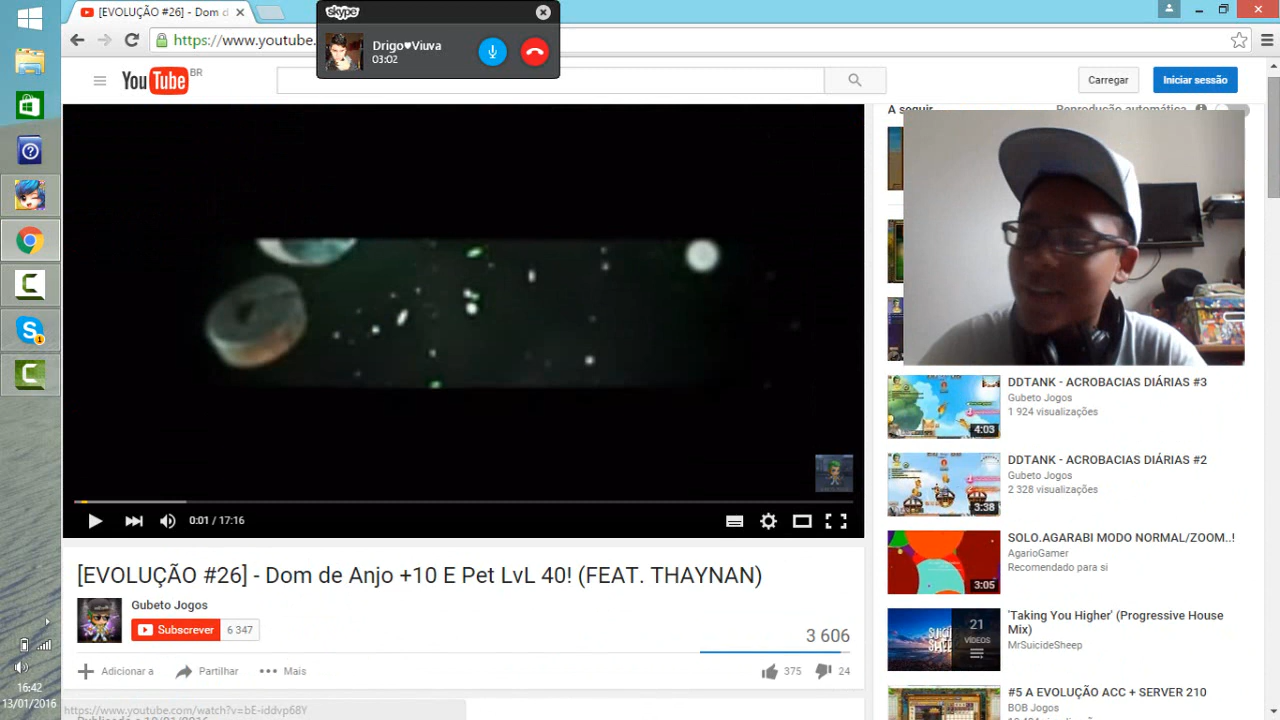 [EVOLUÇÃO #26] - Dom d
https://www.youtube.
skype
Drigo♥Viuva
03:02
YouTube BR
Carregar
Iniciar sessão
A seguir
Reprodução automática
0:01 / 17:16
[EVOLUÇÃO #26] - Dom de Anjo +10 E Pet LvL 40! (FEAT. THAYNAN)
Gubeto Jogos
Subscrever 6 347
3 606
Adicionar a
Partilhar
Mais
375
24
https://www.youtube.com/watch?v=bE-iddvp68Y
DDTANK - ACROBACIAS DIÁRIAS #3
Gubeto Jogos
1 924 visualizações
4:03
DDTANK - ACROBACIAS DIÁRIAS #2
Gubeto Jogos
2 328 visualizações
3:38
SOLO.AGARABI MODO NORMAL/ZOOM..!
AgarioGamer
Recomendado para si
3:05
'Taking You Higher' (Progressive House
Mix)
MrSuicideSheep
21
VÍDEOS
#5 A EVOLUÇÃO ACC + SERVER 210
BOB Jogos
16:42
13/01/2016